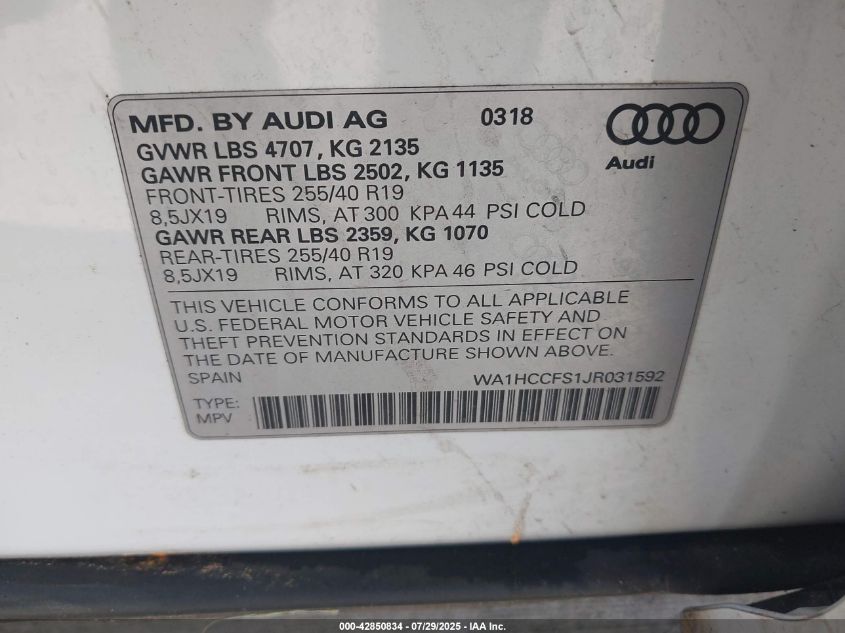 MFD. BY AUDI AG 0318
Audi
GVWR LBS 4707, KG 2135
GAWR FRONT LBS 2502, KG 1135
FRONT-TIRES 255/40 R19
8,5JX19 RIMS, AT 300 KPA 44 PSI COLD
GAWR REAR LBS 2359, KG 1070
REAR-TIRES 255/40 R19
8,5JX19 RIMS, AT 320 KPA 46 PSI COLD
THIS VEHICLE CONFORMS TO ALL APPLICABLE
U.S. FEDERAL MOTOR VEHICLE SAFETY AND
THEFT PREVENTION STANDARDS IN EFFECT ON
THE DATE OF MANUFACTURE SHOWN ABOVE.
SPAIN WA1HCCFS1JR031592
TYPE:
MPV
000-42850834 / 07/29/2025 - IAA Inc.